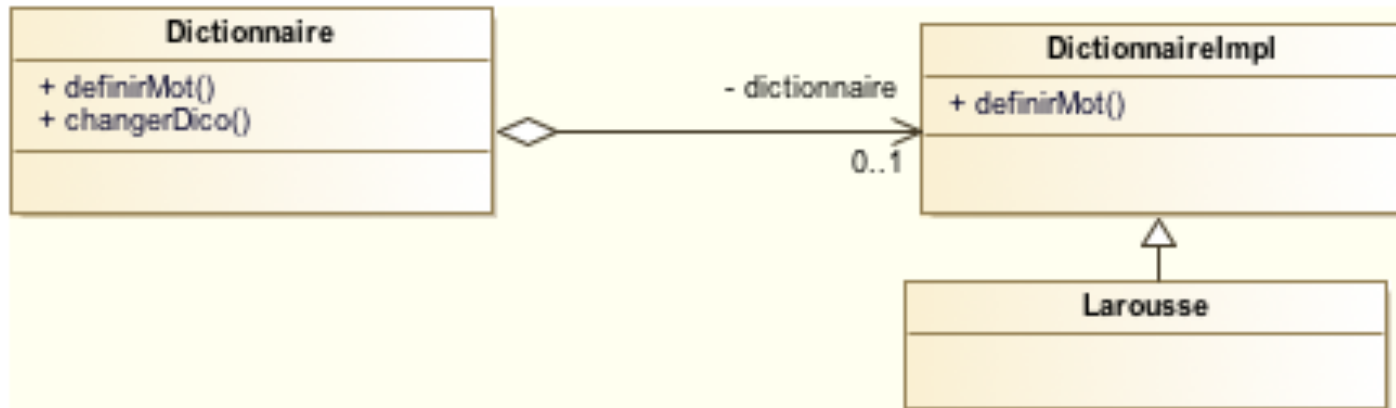 Dictionnaire
+ definirMot()
+ changerDico()
- dictionnaire
0..1
DictionnaireImpl
+ definirMot()
Larousse